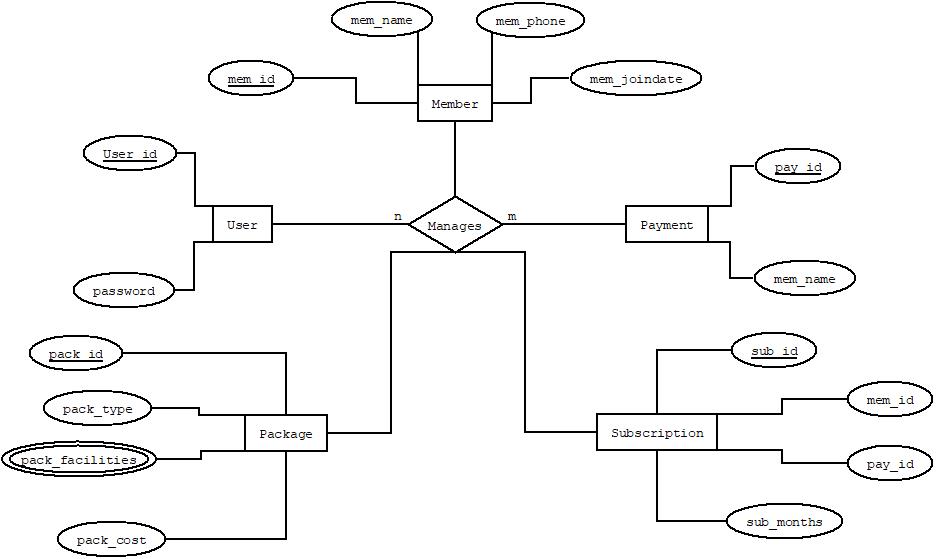 mem_name
mem_phone
mem_id
mem_joindate
Member
User_id
pay_id
n
m
User
Manages
Payment
mem_name
password
pack_id
sub_id
mem_id
pack_type
Package
Subscription
pack_facilities
pay_id
sub_months
pack_cost